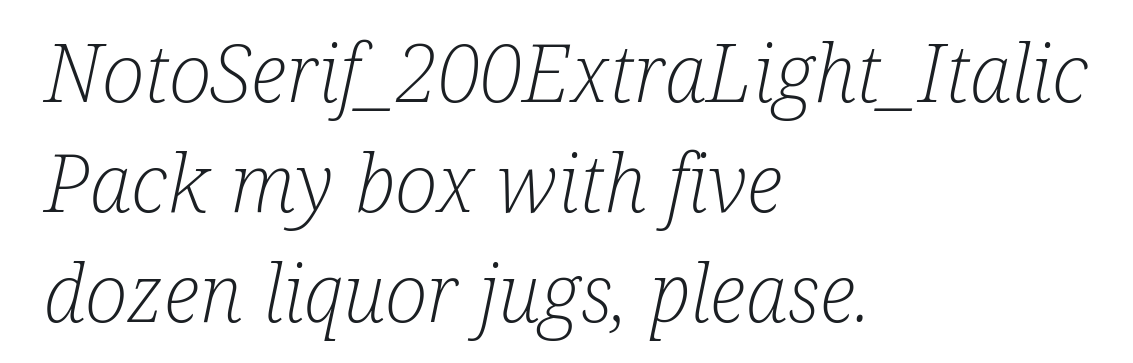 NotoSerif_200ExtraLight_Italic
Pack my box with five
dozen liquor jugs, please.